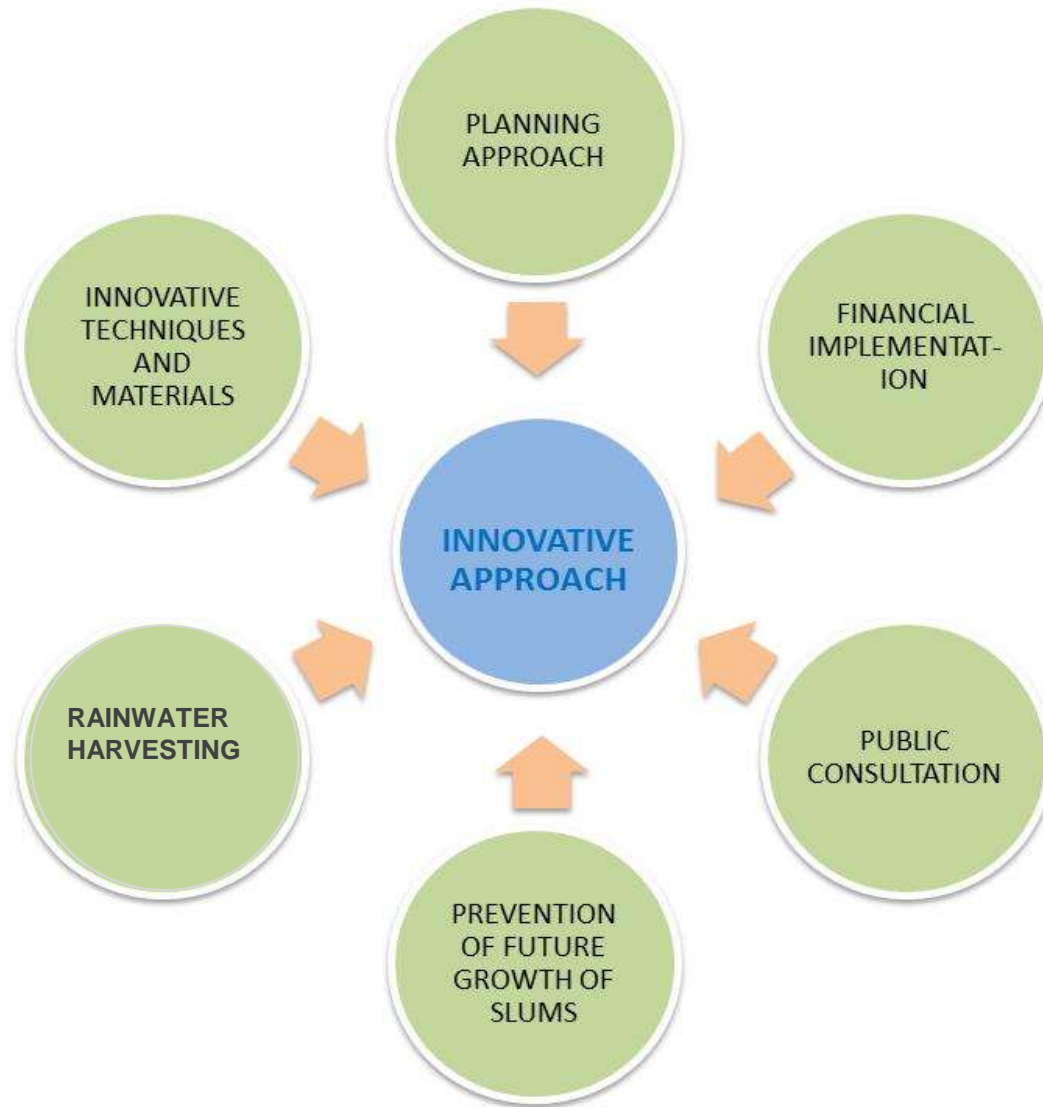 PLANNING
APPROACH
FINANCIAL
IMPLEMENTAT-
ION
PUBLIC
CONSULTATION
PREVENTION
OF FUTURE
GROWTH OF
SLUMS
RAINWATER
HARVESTING
INNOVATIVE
TECHNIQUES
AND
MATERIALS
INNOVATIVE
APPROACH